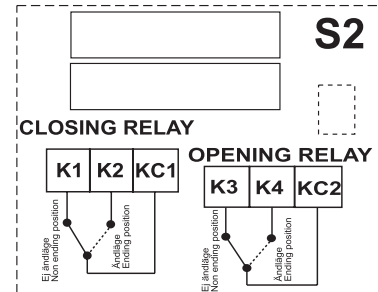 S2
CLOSING RELAY
K1 K2 KC1
Ej ändläge
Non ending position
Ändläge
Ending position
OPENING RELAY
K3 K4 KC2
Ej ändläge
Non ending position
Ändläge
Ending position